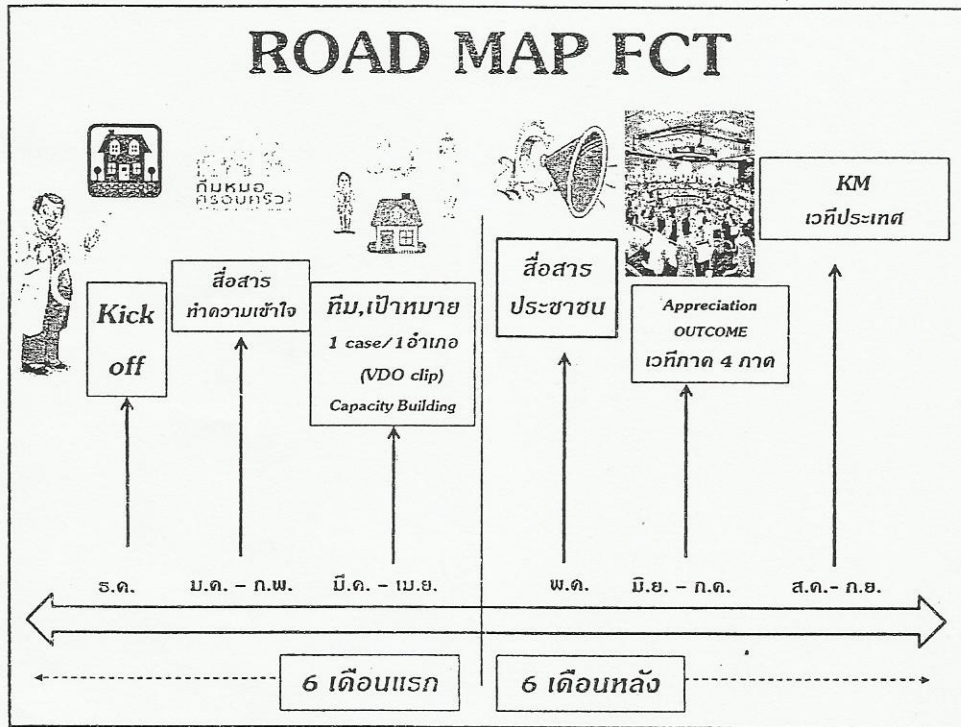 ROAD MAP FCT
ทีมหมอ
ครอบครัว
Kick
off
สื่อสาร
ทำความเข้าใจ
ทีม,เป้าหมาย
1 case/1อำเภอ
(VDO clip)
Capacity Building
สื่อสาร
ประชาชน
Appreciation
OUTCOME
เวทีภาค 4 ภาค
KM
เวทีประเทศ
ธ.ค.
ม.ค. - ก.พ.
มี.ค. - เม.ย.
พ.ค.
มิ.ย. - ก.ค.
ส.ค.- ก.ย.
6 เดือนแรก
6 เดือนหลัง